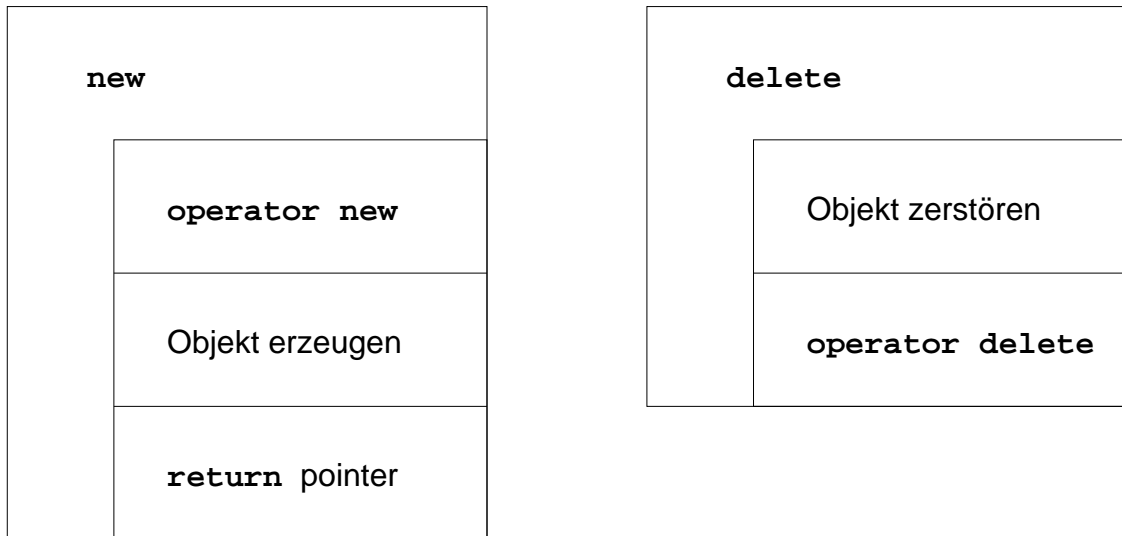 new
operator new
Objekt erzeugen
return pointer
delete
Objekt zerstören
operator delete